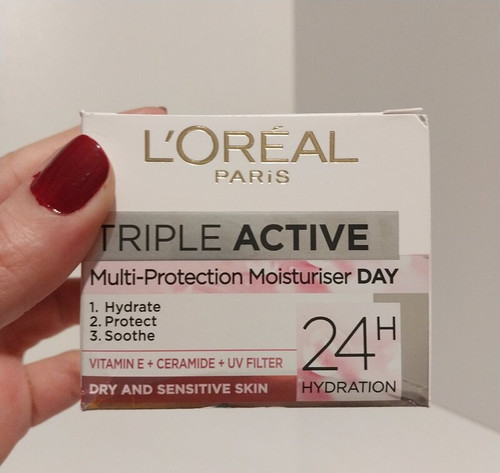 L'ORÉAL
PARiS
TRIPLE ACTIVE
Multi-Protection Moisturiser DAY
1. Hydrate
2. Protect
3. Soothe
VITAMIN E + CERAMIDE + UV FILTER
DRY AND SENSITIVE SKIN
24H
HYDRATION